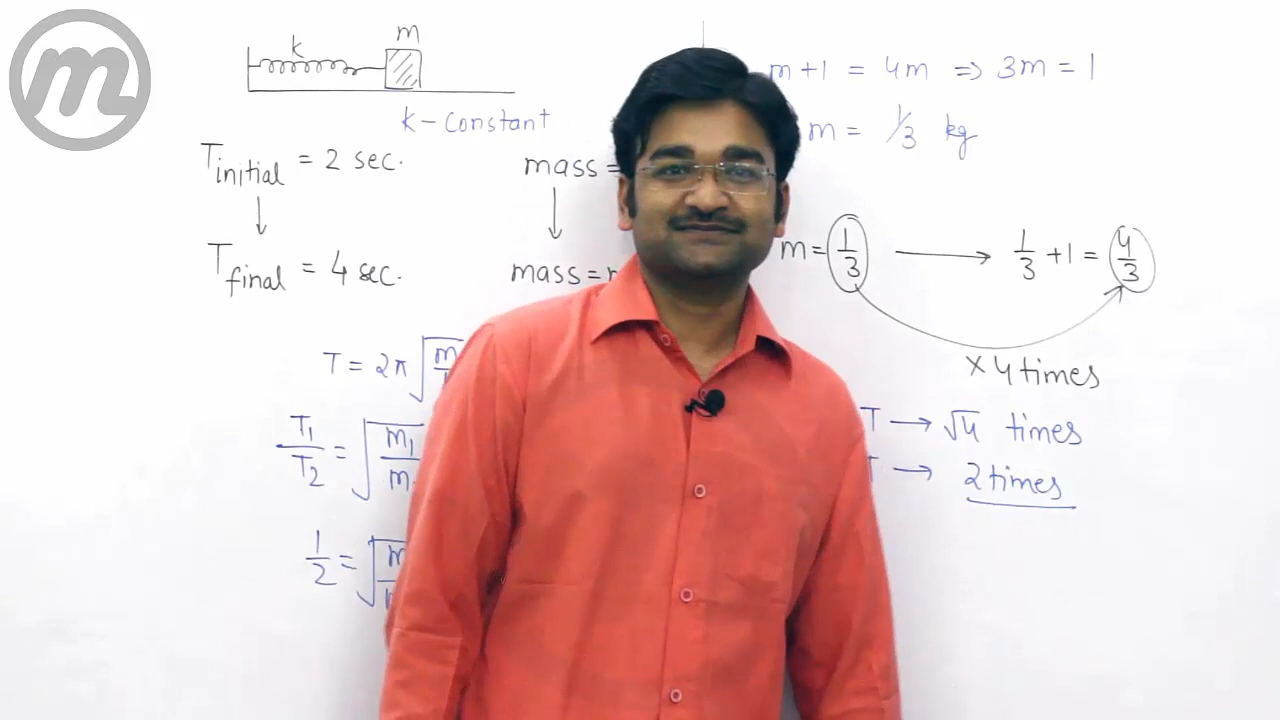 m
k
m
k-constant
T initial = 2 sec.
T final = 4 sec.
mass =
mass =
T = 2π √m
T1/T2 = √m1/m
1/2 = √m
m+1 = 4m ⇒ 3m = 1
m = 1/3 kg
m = 1/3 → 1/3 +1 = 4/3
×4 times
T → √4 times
T → 2 times